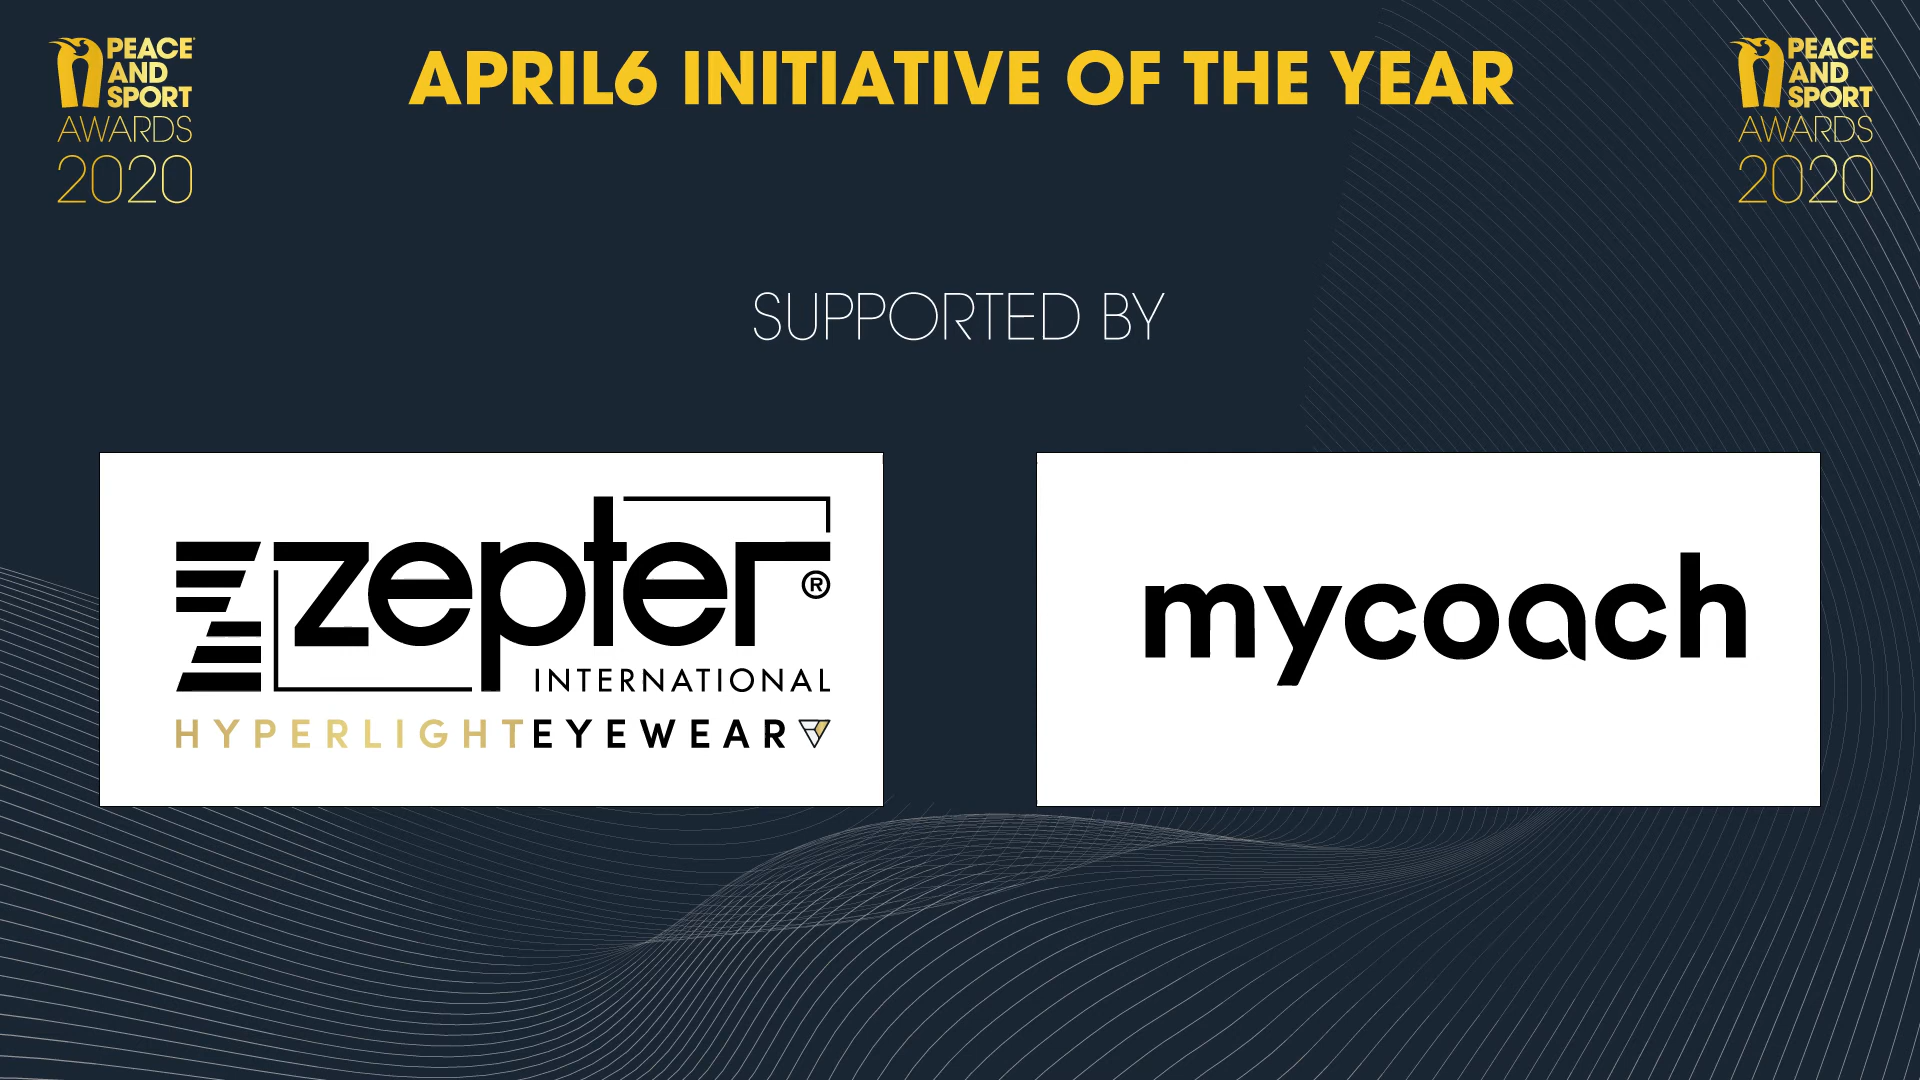 PEACE
AND
SPORT
AWARDS
2020
APRIL6 INITIATIVE OF THE YEAR
PEACE
AND
SPORT
AWARDS
2020
SUPPORTED BY
zepter®
INTERNATIONAL
HYPERLIGHTEYEWEAR
mycoach